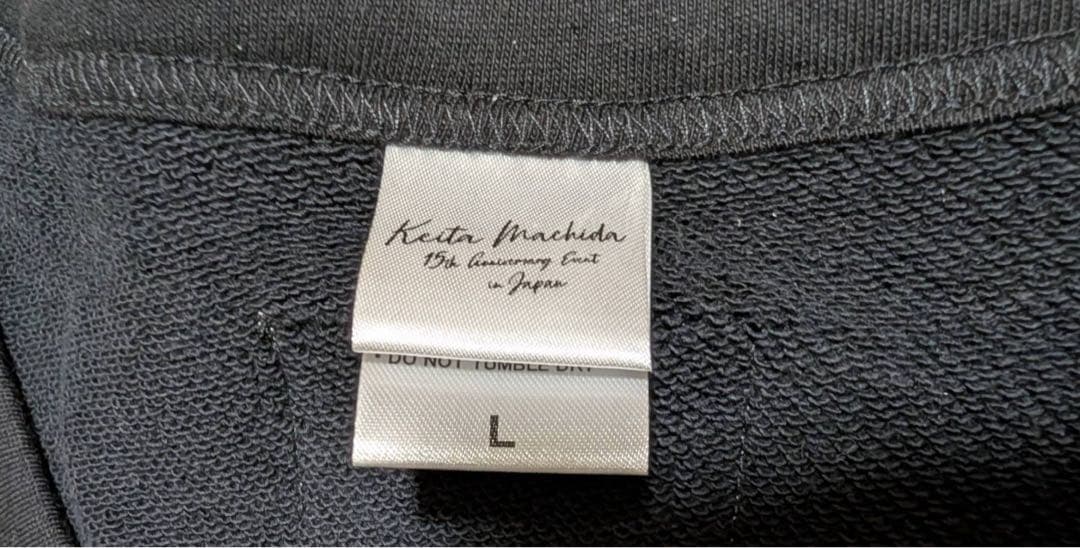 Keita Machida
15th Anniversary Event
in Japan
• DO NOT TUMBLE DRY
L